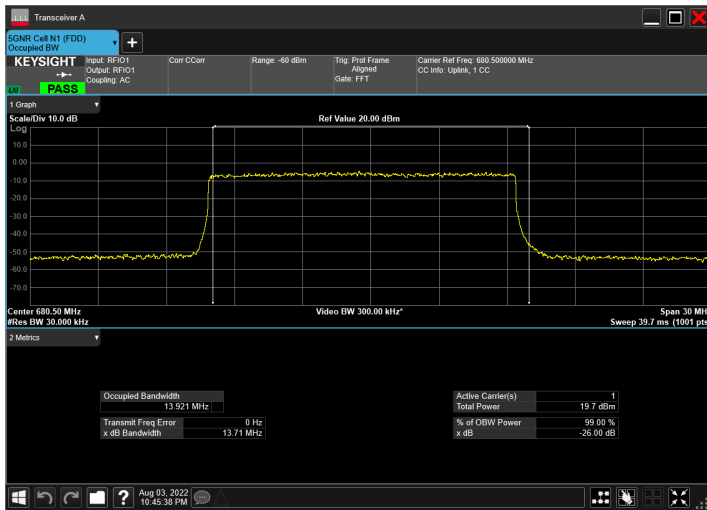 Transceiver A
5GNR Cell N1 (FDD)
Occupied BW
KEYSIGHT
LXI
PASS
Input: RFIO1
Output: RFIO1
Coupling: AC
Corr CCorr
Range: -60 dBm
Trig: Prot Frame
Aligned
Gate: FFT
Carrier Ref Freq: 680.500000 MHz
CC Info: Uplink, 1 CC
1 Graph
Scale/Div 10.0 dB
Ref Value 20.00 dBm
Log
10.0
0.00
-10.0
-20.0
-30.0
-40.0
-50.0
-60.0
-70.0
Center 680.50 MHz
Video BW 300.00 kHz*
Span 30 MH
#Res BW 30.000 kHz
Sweep 39.7 ms (1001 pts
2 Metrics
Occupied Bandwidth
13.921 MHz
Active Carrier(s) 1
Total Power 19.7 dBm
Transmit Freq Error 0 Hz
x dB Bandwidth 13.71 MHz
% of OBW Power 99.00 %
x dB -26.00 dB
Aug 03, 2022
10:45:38 PM